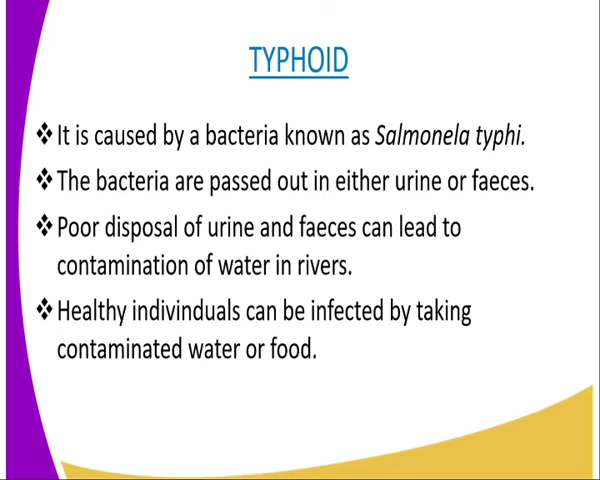 TYPHOID
❖It is caused by a bacteria known as Salmonela typhi.
❖The bacteria are passed out in either urine or faeces.
❖Poor disposal of urine and faeces can lead to
contamination of water in rivers.
❖Healthy indivinduals can be infected by taking
contaminated water or food.